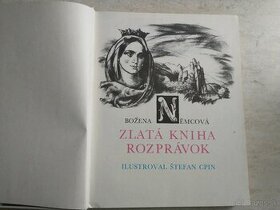 BOŽENA NĚMCOVÁ
ZLATÁ KNIHA
ROZPRÁVOK
ILUSTROVAL ŠTEFAN CPIN